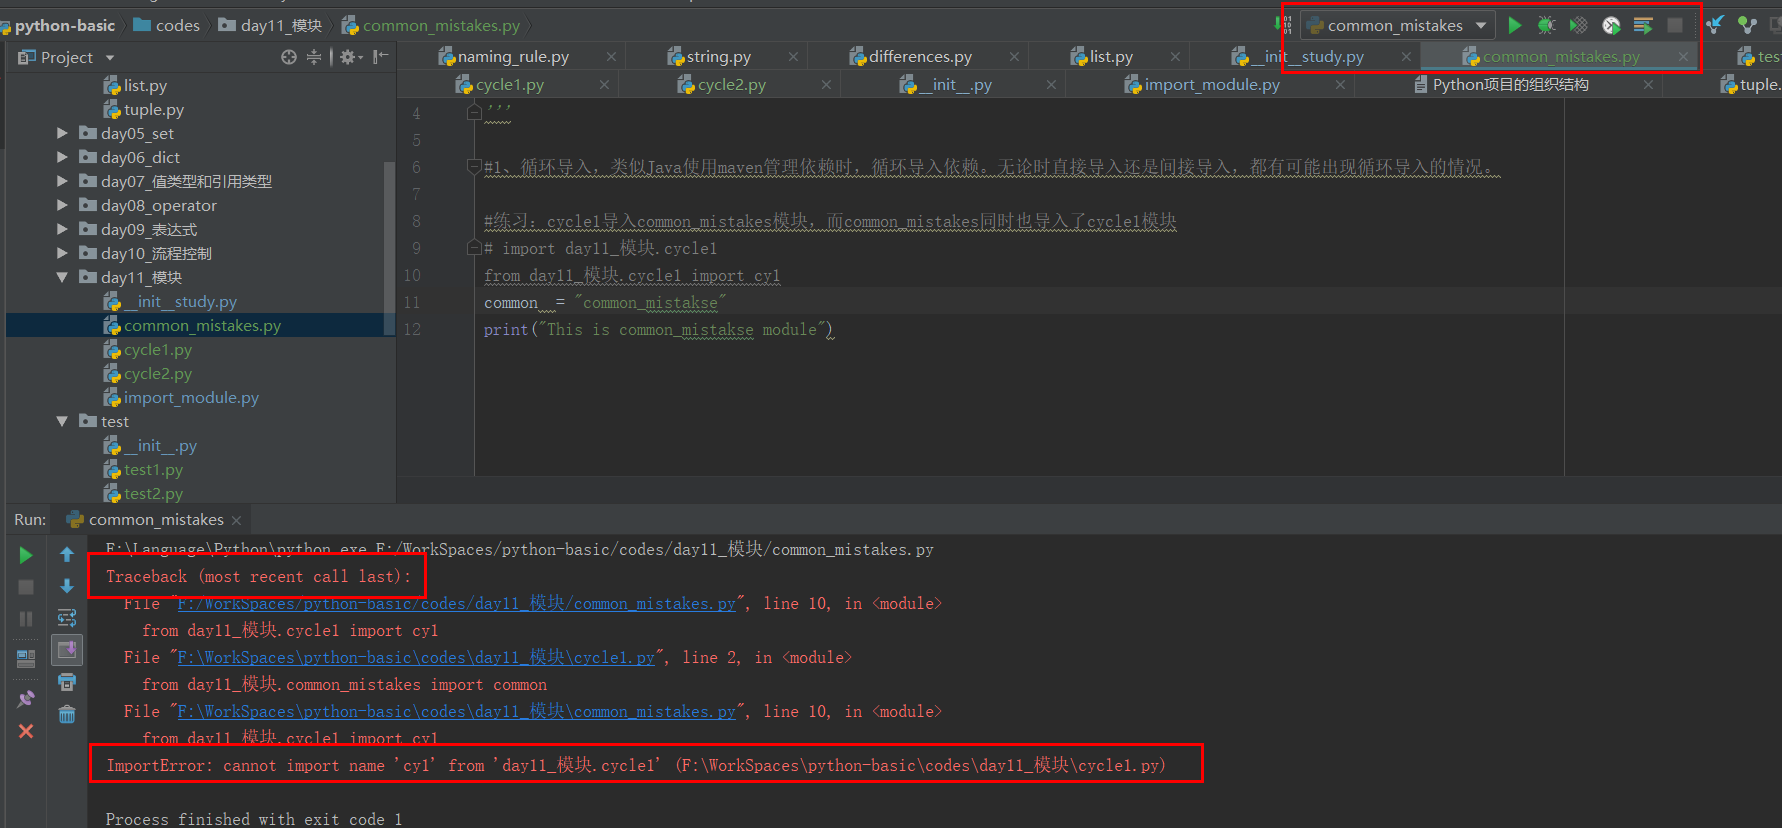 python-basic codes day11_模块 common_mistakes.py
common_mistakes
Project
naming_rule.py string.py differences.py list.py __init__study.py common_mistakes.py
cycle1.py cycle2.py __init__.py import_module.py Python项目的组织结构 tuple.
list.py
tuple.py
day05_set
day06_dict
day07_值类型和引用类型
day08_operator
day09_表达式
day10_流程控制
day11_模块
__init__study.py
common_mistakes.py
cycle1.py
cycle2.py
import_module.py
test
__init__.py
test1.py
test2.py
4 '''
5
6 #1、循环导入，类似Java使用maven管理依赖时，循环导入依赖。无论时直接导入还是间接导入，都有可能出现循环导入的情况。
7
8 #练习：cycle1导入common_mistakes模块，而common_mistakes同时也导入了cycle1模块
9 # import day11_模块.cycle1
10 from day11_模块.cycle1 import cy1
11 common  = "common_mistakse"
12 print("This is common_mistakse module")
Run: common_mistakes
F:\Language\Python\python.exe F:/WorkSpaces/python-basic/codes/day11_模块/common_mistakes.py
Traceback (most recent call last):
File "F:/WorkSpaces/python-basic/codes/day11_模块/common_mistakes.py", line 10, in <module>
from day11_模块.cycle1 import cy1
File "F:\WorkSpaces\python-basic\codes\day11_模块\cycle1.py", line 2, in <module>
from day11_模块.common_mistakes import common
File "F:\WorkSpaces\python-basic\codes\day11_模块\common_mistakes.py", line 10, in <module>
from day11_模块.cycle1 import cy1
ImportError: cannot import name 'cy1' from 'day11_模块.cycle1' (F:\WorkSpaces\python-basic\codes\day11_模块\cycle1.py)
Process finished with exit code 1